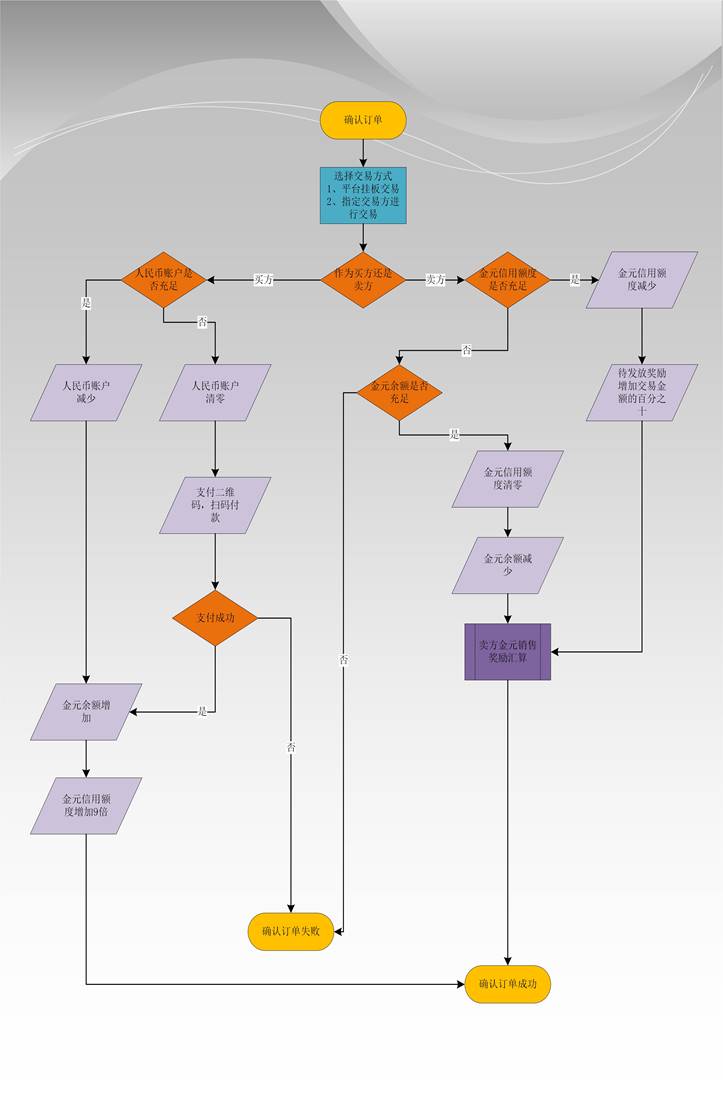 确认订单
选择交易方式
1、平台挂板交易
2、指定交易方进
行交易
人民币账户是
否充足
买方
作为买方还是
卖方
卖方
金元信用额度
是否充足
是
金元信用额
度减少
是
否
否
人民币账户
减少
人民币账户
清零
金元余额是否
充足
待发放奖励
增加交易金
额的百分之
十
是
金元信用额
度清零
支付二维
码，扫码付
款
金元余额减
少
支付成功
卖方金元销售
奖励汇算
否
金元余额增
加
是
否
金元信用额
度增加9倍
确认订单失败
确认订单成功